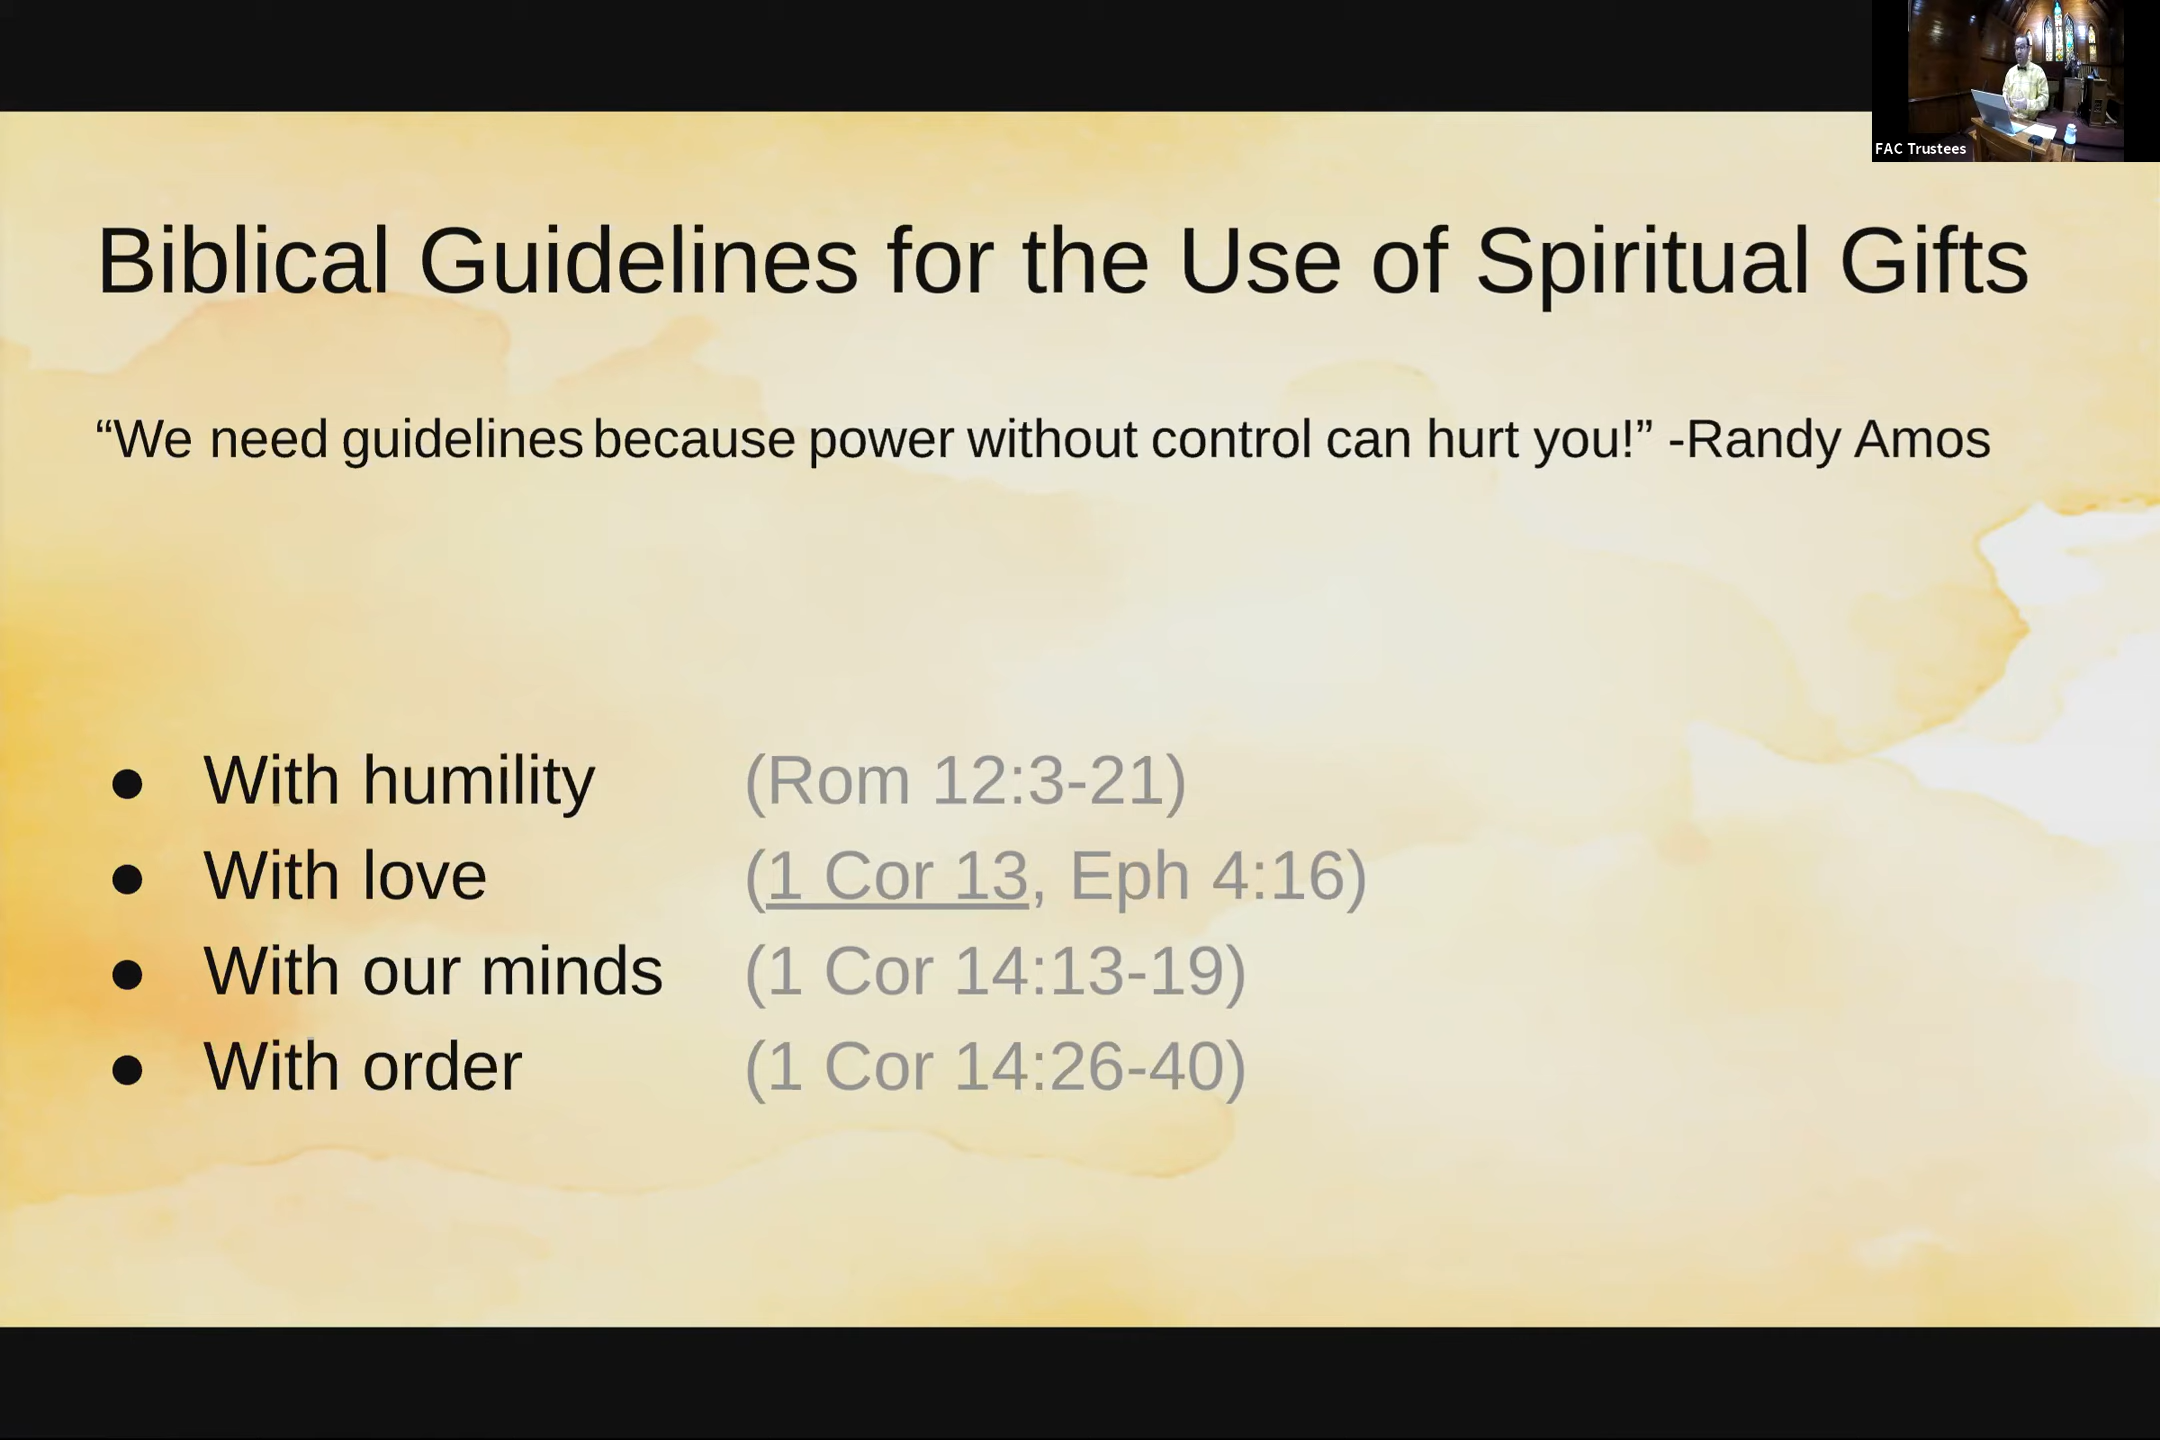 FAC Trustees
Biblical Guidelines for the Use of Spiritual Gifts
“We need guidelines because power without control can hurt you!” -Randy Amos
● With humility (Rom 12:3-21)
● With love (1 Cor 13, Eph 4:16)
● With our minds (1 Cor 14:13-19)
● With order (1 Cor 14:26-40)